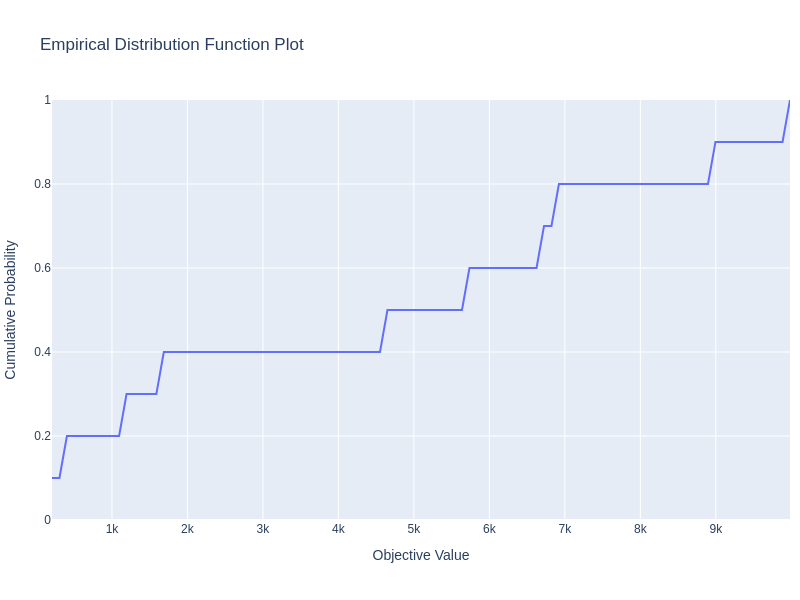 Empirical Distribution Function Plot
1
0.8
0.6
0.4
0.2
0
Cumulative Probability
1k 2k 3k 4k 5k 6k 7k 8k 9k
Objective Value